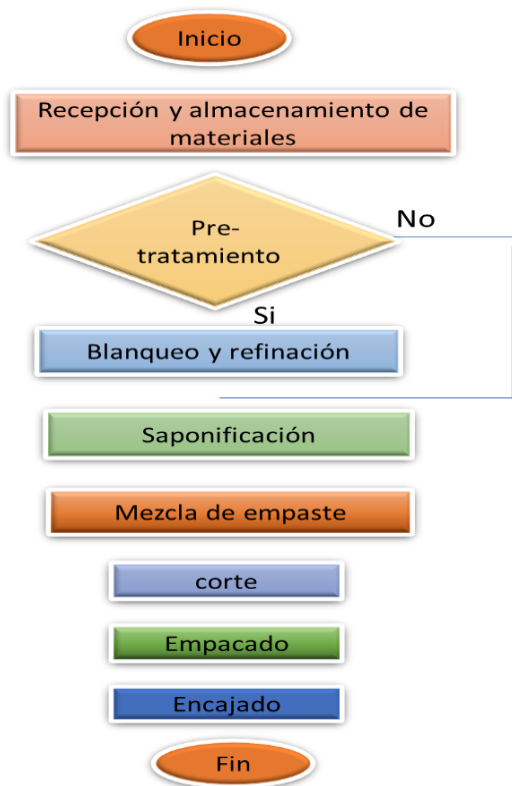 Inicio
Recepción y almacenamiento de
materiales
Pre-
tratamiento
No
Si
Blanqueo y refinación
Saponificación
Mezcla de empaste
corte
Empacado
Encajado
Fin